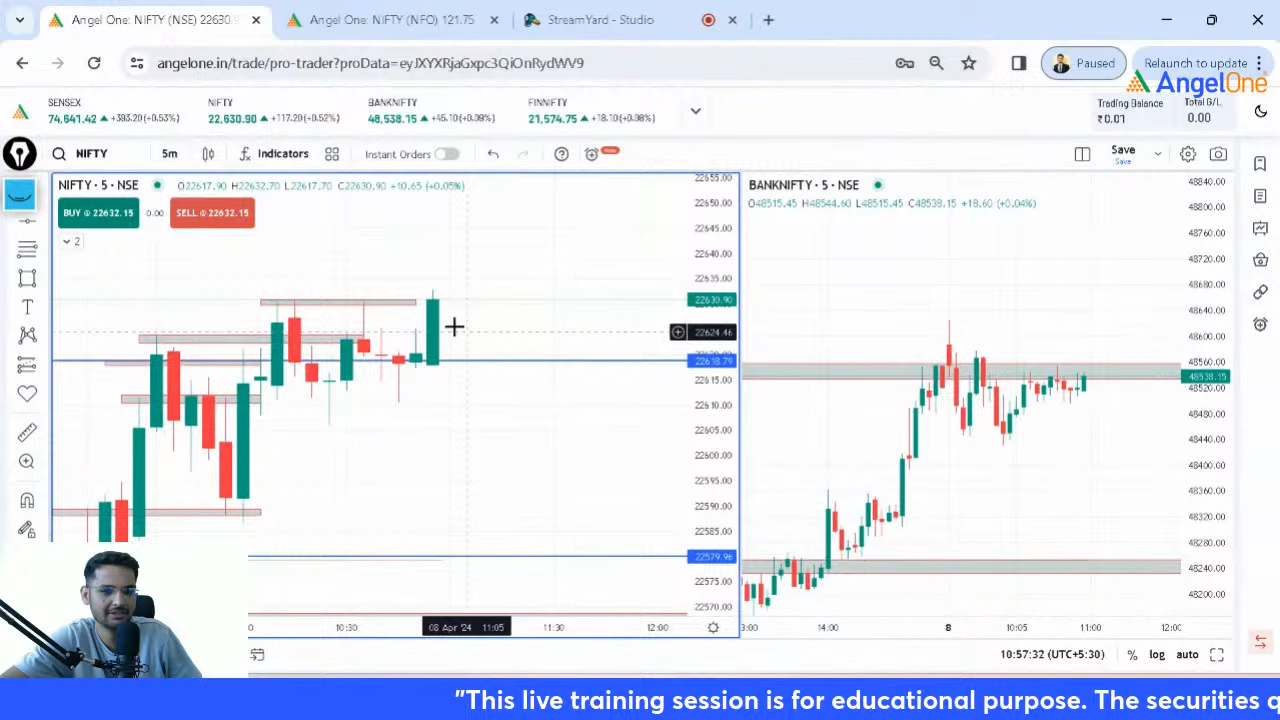 Angel One: NIFTY (NSE) 22630.9
Angel One: NIFTY (NFO) 121.75
StreamYard - Studio
angelone.in/trade/pro-trader?proData=eyJXYXRjaGxpc3QiOnRydWV9
Paused
Relaunch to update
AngelOne
SENSEX
74,641.42 +393.20(+0.53%)
NIFTY
22,630.90 +117.20(+0.52%)
BANKNIFTY
48,538.15 +45.10(+0.09%)
FINNIFTY
21,574.75 +18.10(+0.08%)
Trading Balance
₹0.01
Total G/L
0.00
NIFTY
5m
Indicators
Instant Orders
New
Save
Save
NIFTY · 5 · NSE
O22617.90 H22632.70 L22617.70 C22630.90 +10.65 (+0.05%)
BUY @ 22632.15
0.00
SELL @ 22632.15
2
22655.00
22650.00
22645.00
22640.00
22635.00
22630.90
22624.46
22618.79
22615.00
22610.00
22605.00
22600.00
22595.00
22590.00
22585.00
22579.96
22575.00
22570.00
10:30
08 Apr '24 11:05
11:30
12:00
BANKNIFTY · 5 · NSE
O48515.45 H48544.60 L48515.45 C48538.15 +18.60 (+0.04%)
48840.00
48800.00
48760.00
48720.00
48680.00
48640.00
48600.00
48560.00
48538.15
48520.00
48480.00
48440.00
48400.00
48360.00
48320.00
48280.00
48240.00
48200.00
3:00
14:00
8
10:05
11:00
12:0
10:57:32 (UTC+5:30)
%
log
auto
"This live training session is for educational purpose. The securities q